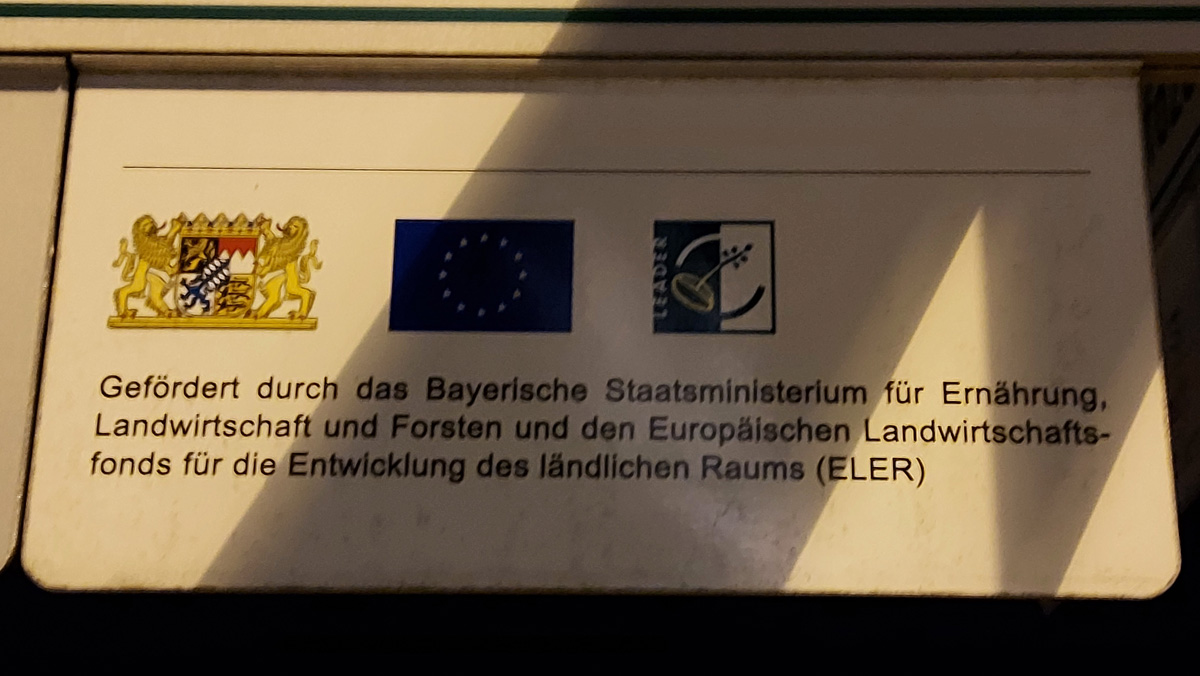 LEADER
Gefördert durch das Bayerische Staatsministerium für Ernährung,
Landwirtschaft und Forsten und den Europäischen Landwirtschafts-
fonds für die Entwicklung des ländlichen Raums (ELER)